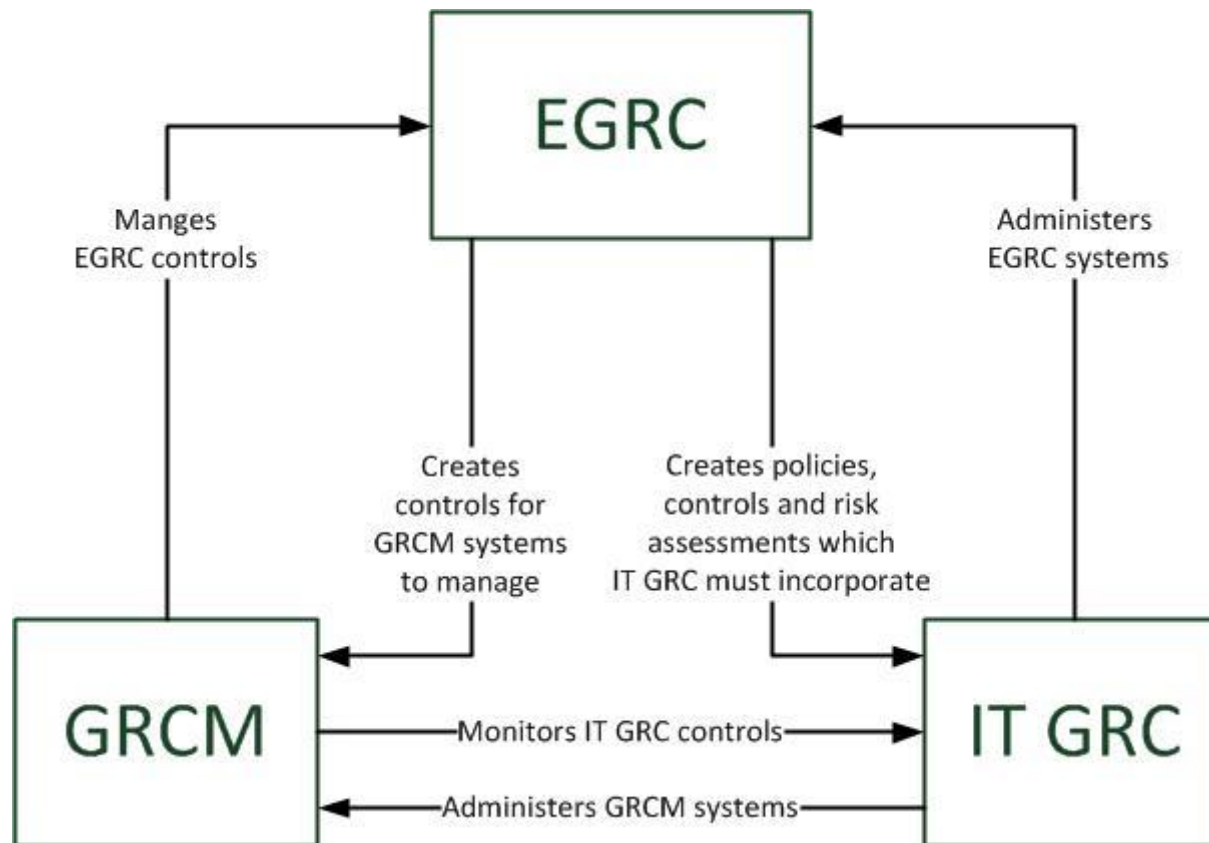 EGRC
Manges
EGRC controls
Administers
EGRC systems
Creates
controls for
GRCM systems
to manage
Creates policies,
controls and risk
assessments which
IT GRC must incorporate
GRCM
Monitors IT GRC controls
Administers GRCM systems
IT GRC